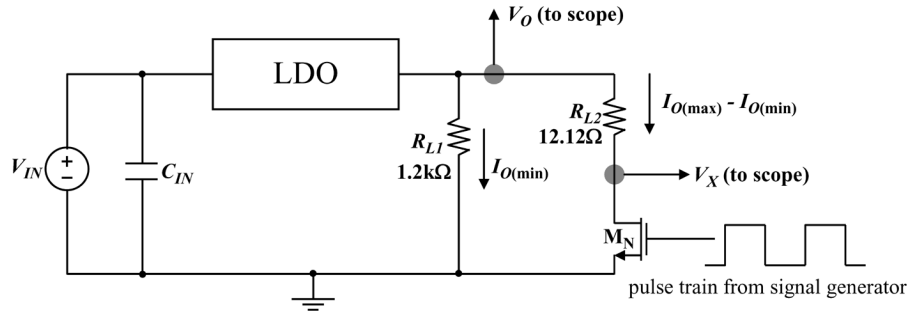 V_O (to scope)
LDO
V_IN
+
−
C_IN
R_L1
1.2kΩ
I_O(min)
R_L2
12.12Ω
I_O(max) - I_O(min)
V_X (to scope)
M_N
pulse train from signal generator